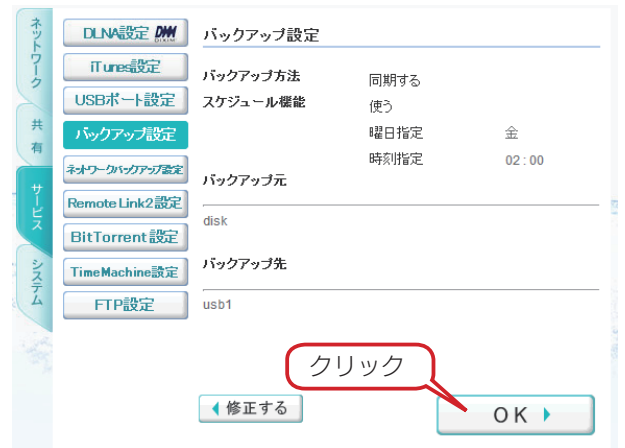 ネットワーク
共有
サービス
システム
DLNA設定
iTunes設定
USBポート設定
バックアップ設定
ネットワークバックアップ設定
Remote Link2設定
BitTorrent設定
TimeMachine設定
FTP設定
バックアップ設定
バックアップ方法 同期する
スケジュール機能 使う
曜日指定 金
時刻指定 02:00
バックアップ元
disk
バックアップ先
usb1
クリック
修正する
OK